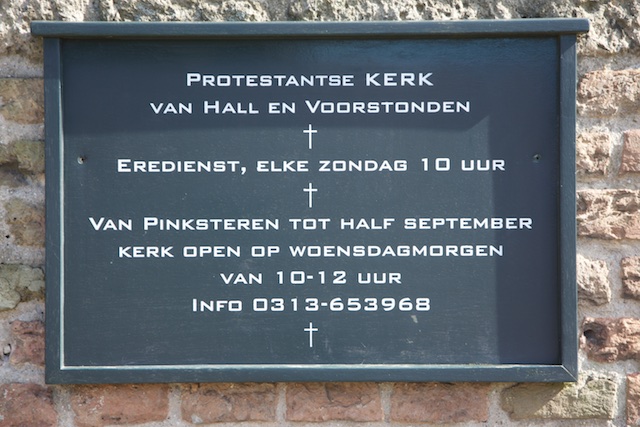 Protestantse KERK
van Hall en Voorstonden
Eredienst, elke zondag 10 uur
Van Pinksteren tot half september
kerk open op woensdagmorgen
van 10-12 uur
Info 0313-653968